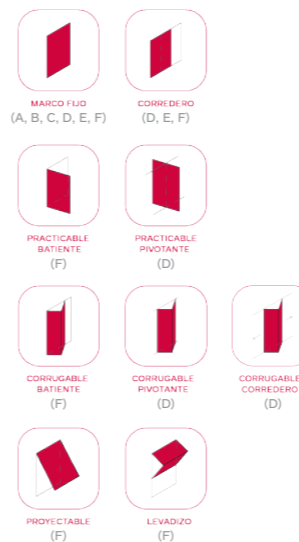 MARCO FIJO
(A, B, C, D, E, F)
CORREDERO
(D, E, F)
PRACTICABLE
BATIENTE
(F)
PRACTICABLE
PIVOTANTE
(D)
CORRUGABLE
BATIENTE
(F)
CORRUGABLE
PIVOTANTE
(D)
CORRUGABLE
CORREDERO
(D)
PROYECTABLE
(F)
LEVADIZO
(F)